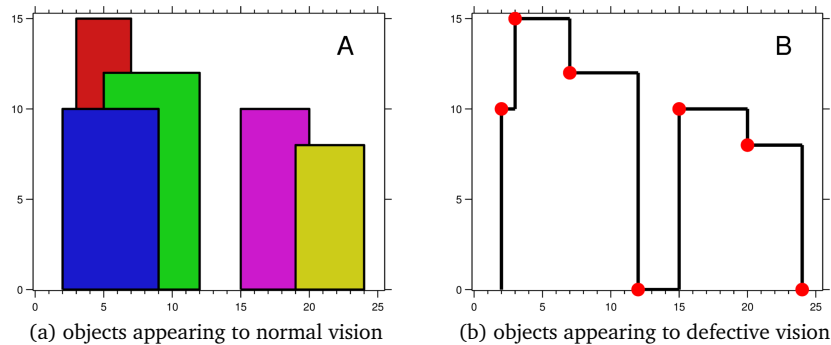 A
15
10
5
0
0 5 10 15 20 25
(a) objects appearing to normal vision
B
15
10
5
0
0 5 10 15 20 25
(b) objects appearing to defective vision